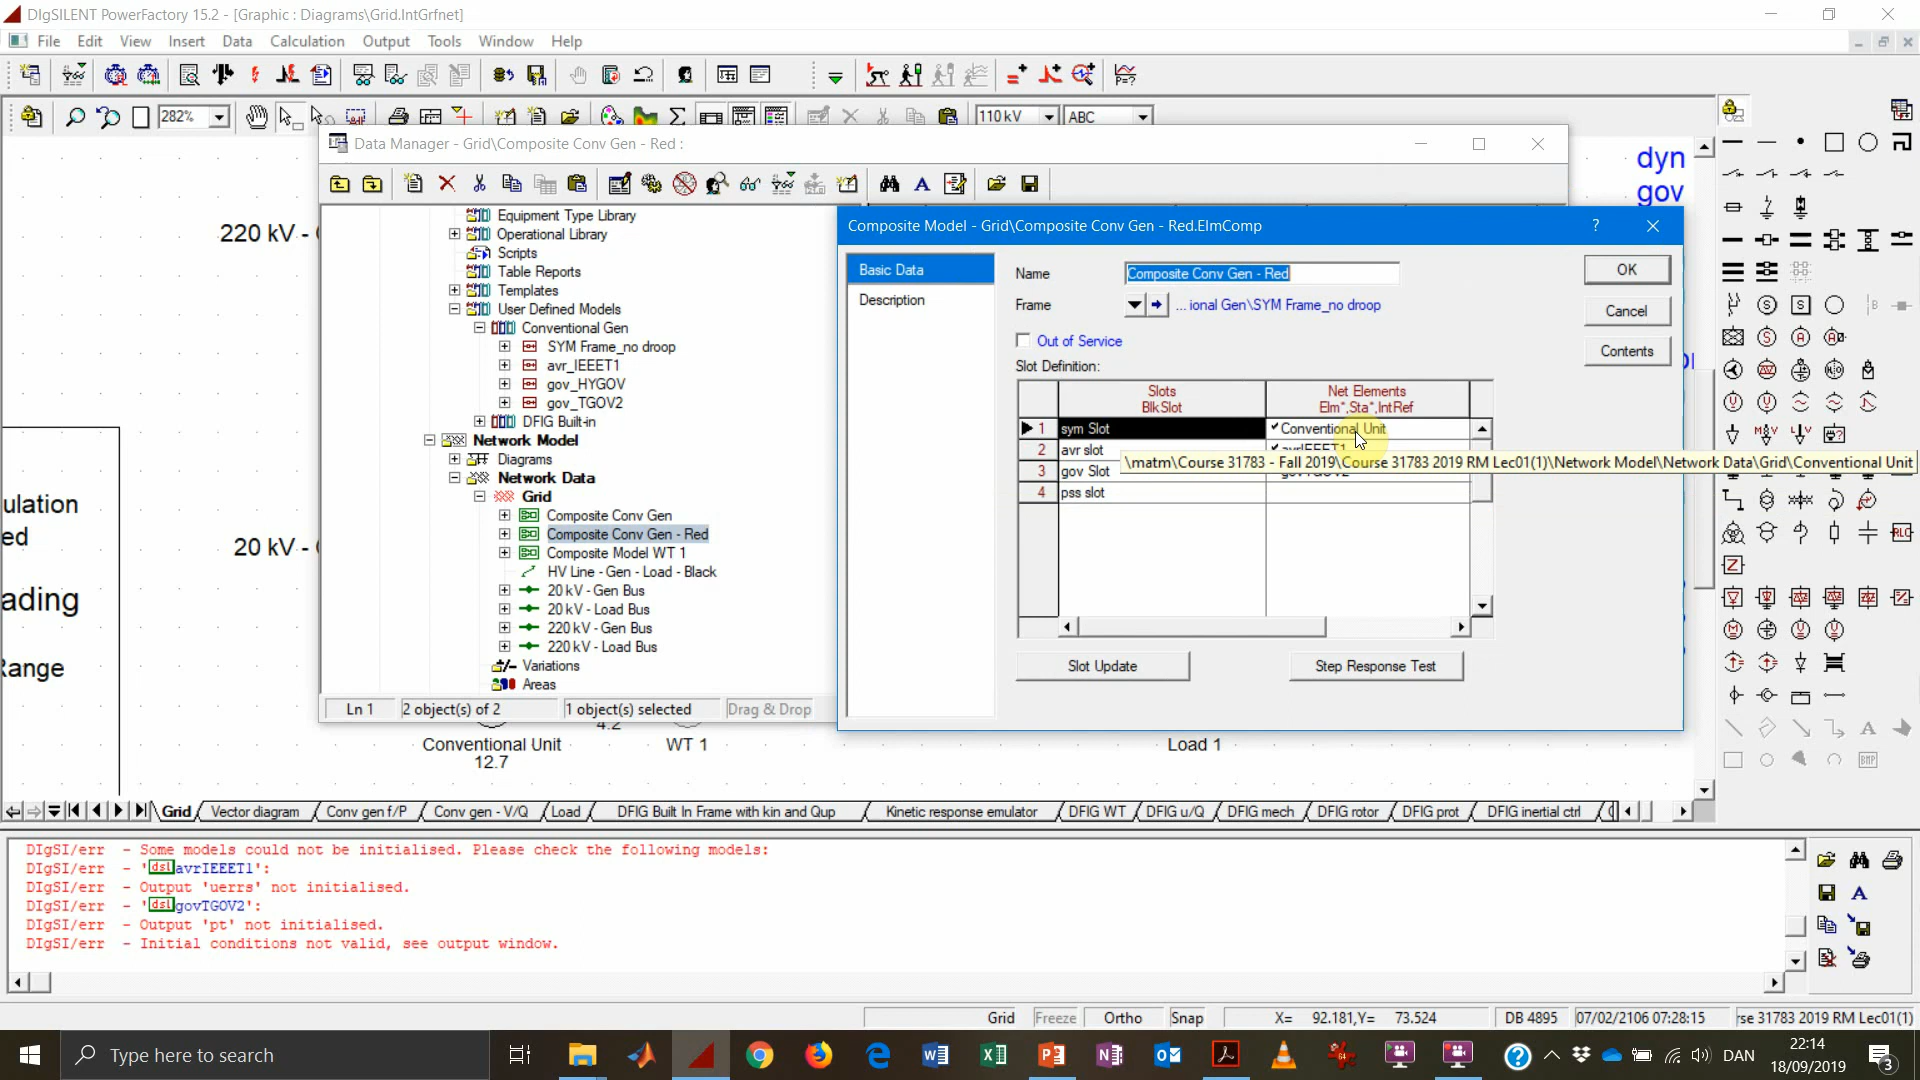 DIgSILENT PowerFactory 15.2 - [Graphic : Diagrams\Grid.IntGrfnet]
File Edit View Insert Data Calculation Output Tools Window Help
282% 110 kV ABC
Data Manager - Grid\Composite Conv Gen - Red :
dyn
gov
220 kV -
20 kV -
ulation
ed
ading
Range
Equipment Type Library
Operational Library
Scripts
Table Reports
Templates
User Defined Models
Conventional Gen
SYM Frame_no droop
avr_IEEET1
gov_HYGOV
gov_TGOV2
DFIG Built-in
Network Model
Diagrams
Network Data
Grid
Composite Conv Gen
Composite Conv Gen - Red
Composite Model WT 1
HV Line - Gen - Load - Black
20 kV - Gen Bus
20 kV - Load Bus
220 kV - Gen Bus
220 kV - Load Bus
Variations
Areas
Ln 1 2 object(s) of 2 1 object(s) selected Drag & Drop
Composite Model - Grid\Composite Conv Gen - Red.ElmComp ?
Basic Data
Description
Name Composite Conv Gen - Red
Frame ... ional Gen\SYM Frame_no droop
Out of Service
Slot Definition:
OK
Cancel
Contents
Slots
BlkSlot
Net Elements
Elm*,Sta*,IntRef
1 sym Slot Conventional Unit
2 avr slot avrIEEET1
\matm\Course 31783 - Fall 2019\Course 31783 2019 RM Lec01(1)\Network Model\Network Data\Grid\Conventional Unit
3 gov Slot govTGOV2
4 pss slot
Slot Update Step Response Test
4.2
Conventional Unit WT 1 Load 1
12.7
Grid Vector diagram Conv gen f/P Conv gen - V/Q Load DFIG Built In Frame with kin and Qup Kinetic response emulator DFIG WT DFIG u/Q DFIG mech DFIG rotor DFIG prot DFIG inertial ctrl
DIgSI/err - Some models could not be initialised. Please check the following models:
DIgSI/err - 'dslavrIEEET1':
DIgSI/err - Output 'uerrs' not initialised.
DIgSI/err - 'dslgovTGOV2':
DIgSI/err - Output 'pt' not initialised.
DIgSI/err - Initial conditions not valid, see output window.
Grid Freeze Ortho Snap X= 92.181,Y= 73.524 DB 4895 07/02/2106 07:28:15 rse 31783 2019 RM Lec01(1)
Type here to search
DAN
22:14
18/09/2019
3